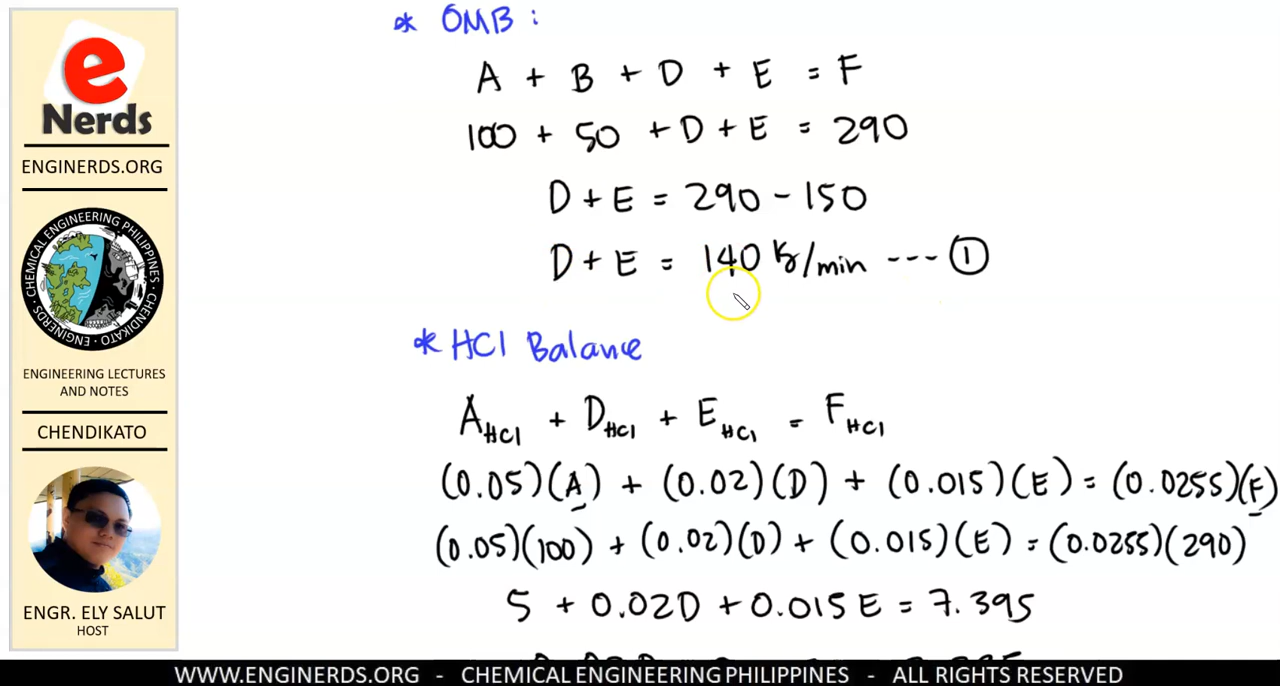 e
Nerds
ENGINERDS.ORG
CHEMICAL ENGINEERING PHILIPPINES
ENGINERDS - CHENDIKATO
ENGINEERING LECTURES
AND NOTES
CHENDIKATO
ENGR. ELY SALUT
HOST
* OMB :
A + B + D + E = F
100 + 50 + D + E = 290
D + E = 290 - 150
D + E = 140 kg/min --- ①
* HCl Balance
A_HCl + D_HCl + E_HCl = F_HCl
(0.05)(A) + (0.02)(D) + (0.015)(E) = (0.0255)(F)
(0.05)(100) + (0.02)(D) + (0.015)(E) = (0.0255)(290)
5 + 0.02D + 0.015E = 7.395
WWW.ENGINERDS.ORG - CHEMICAL ENGINEERING PHILIPPINES - ALL RIGHTS RESERVED